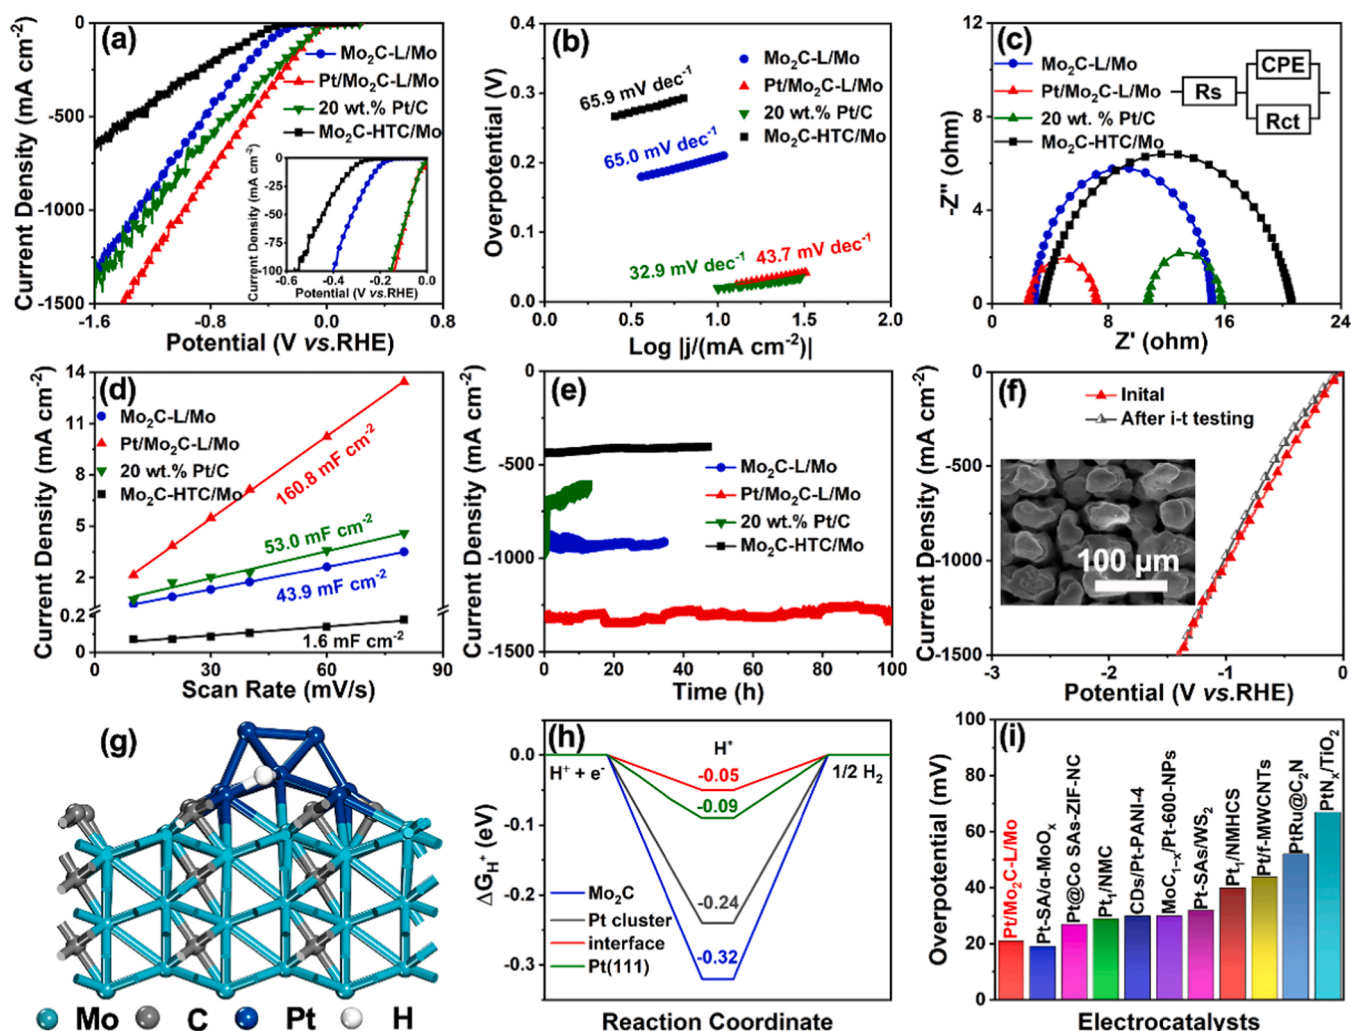 (a)
Current Density (mA cm⁻²)
0
-500
-1000
-1500
-1.6
-0.8
0.0
0.8
Potential (V vs.RHE)
Mo₂C-L/Mo
Pt/Mo₂C-L/Mo
20 wt.% Pt/C
Mo₂C-HTC/Mo
Current Density (mA cm⁻²)
0
-25
-50
-75
-100
-0.6
-0.4
-0.2
0.0
Potential (V vs.RHE)
(b)
Overpotential (V)
0.4
0.3
0.2
0.1
0.0
0.0
0.5
1.0
1.5
2.0
Log |j/(mA cm⁻²)|
Mo₂C-L/Mo
Pt/Mo₂C-L/Mo
20 wt.% Pt/C
Mo₂C-HTC/Mo
65.9 mV dec⁻¹
65.0 mV dec⁻¹
32.9 mV dec⁻¹
43.7 mV dec⁻¹
(c)
-Z" (ohm)
12
8
4
0
0
8
16
24
Z' (ohm)
Mo₂C-L/Mo
Pt/Mo₂C-L/Mo
20 wt.% Pt/C
Mo₂C-HTC/Mo
Rs
CPE
Rct
(d)
Current Density (mA cm⁻²)
14
11
8
5
2
0.2
0
0
30
60
90
Scan Rate (mV/s)
Mo₂C-L/Mo
Pt/Mo₂C-L/Mo
20 wt.% Pt/C
Mo₂C-HTC/Mo
160.8 mF cm⁻²
53.0 mF cm⁻²
43.9 mF cm⁻²
1.6 mF cm⁻²
(e)
Current Density (mA cm⁻²)
0
-500
-1000
-1500
0
20
40
60
80
100
Time (h)
Mo₂C-L/Mo
Pt/Mo₂C-L/Mo
20 wt.% Pt/C
Mo₂C-HTC/Mo
(f)
Current Density (mA cm⁻²)
0
-500
-1000
-1500
-3
-2
-1
0
Potential (V vs.RHE)
Inital
After i-t testing
100 μm
(g)
Mo
C
Pt
H
(h)
ΔG_H⁺ (eV)
0.0
-0.1
-0.2
-0.3
H⁺ + e⁻
H⁺
1/2 H₂
-0.05
-0.09
-0.24
-0.32
Mo₂C
Pt cluster
interface
Pt(111)
Reaction Coordinate
(i)
Overpotential (mV)
100
80
60
40
20
0
Pt/Mo₂C-L/Mo
Pt-SA/α-MoOₓ
Pt@Co SAs-ZIF-NC
Pt₁/NMC
CDs/Pt-PANI-4
MoC₁₋ₓ/Pt-600-NPs
Pt-SAs/WS₂
Pt₁/NMHCS
Pt/f-MWCNTs
PtRu@C₂N
PtNₓ/TiO₂
Electrocatalysts